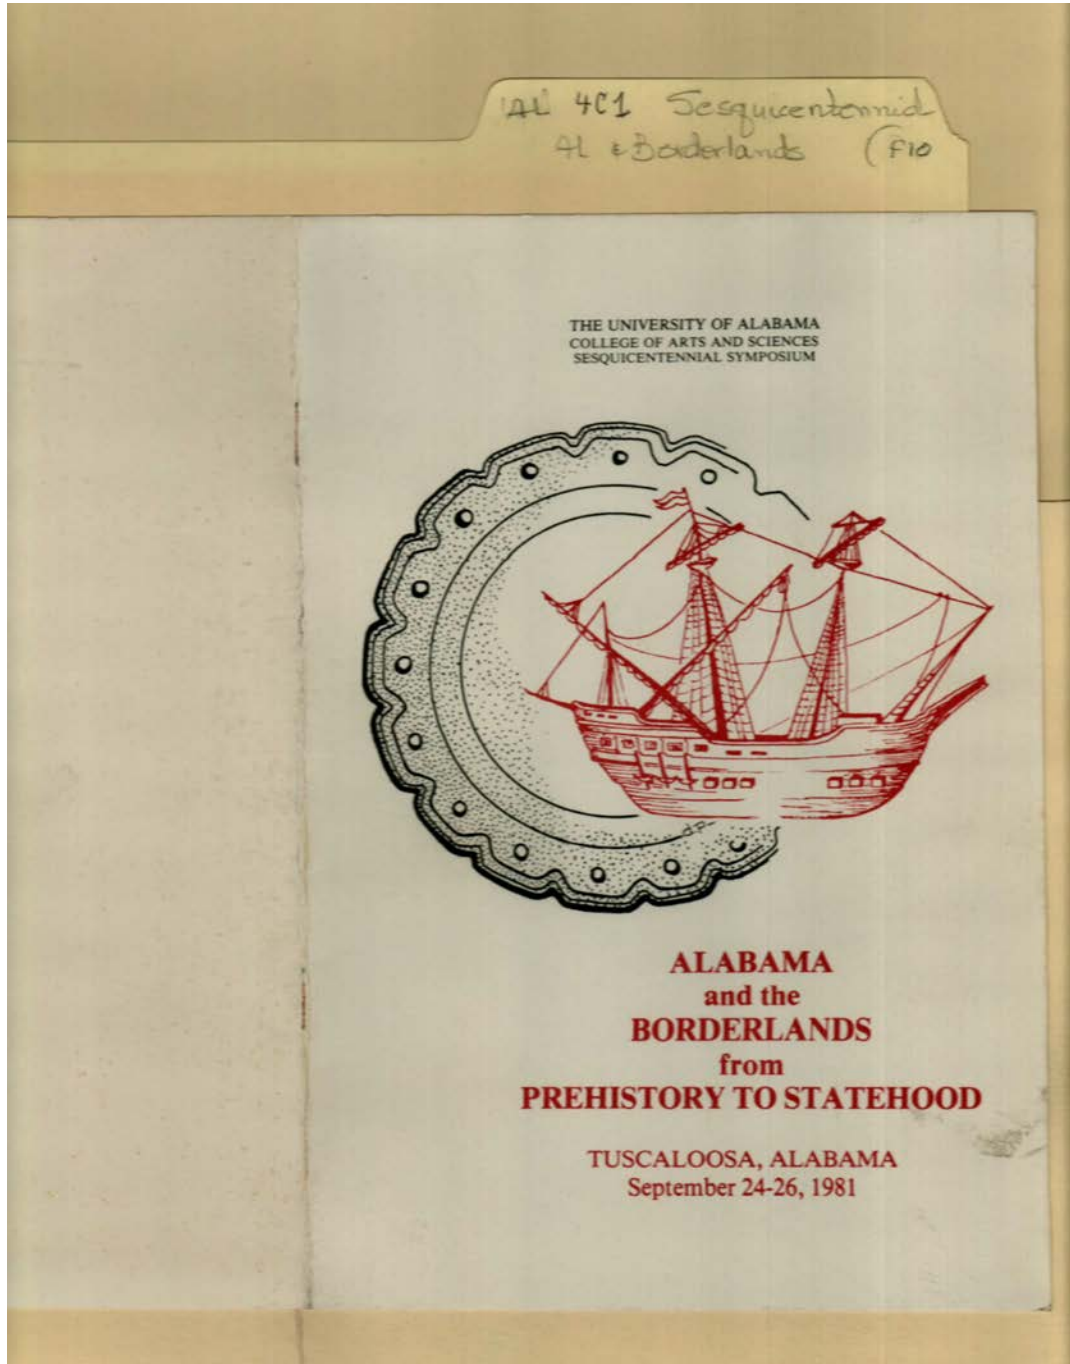 AL 4C1 Sesquicentennial
AL & Borderlands (F10
THE UNIVERSITY OF ALABAMA
COLLEGE OF ARTS AND SCIENCES
SESQUICENTENNIAL SYMPOSIUM
d.P.
ALABAMA
and the
BORDERLANDS
from
PREHISTORY TO STATEHOOD
TUSCALOOSA, ALABAMA
September 24-26, 1981